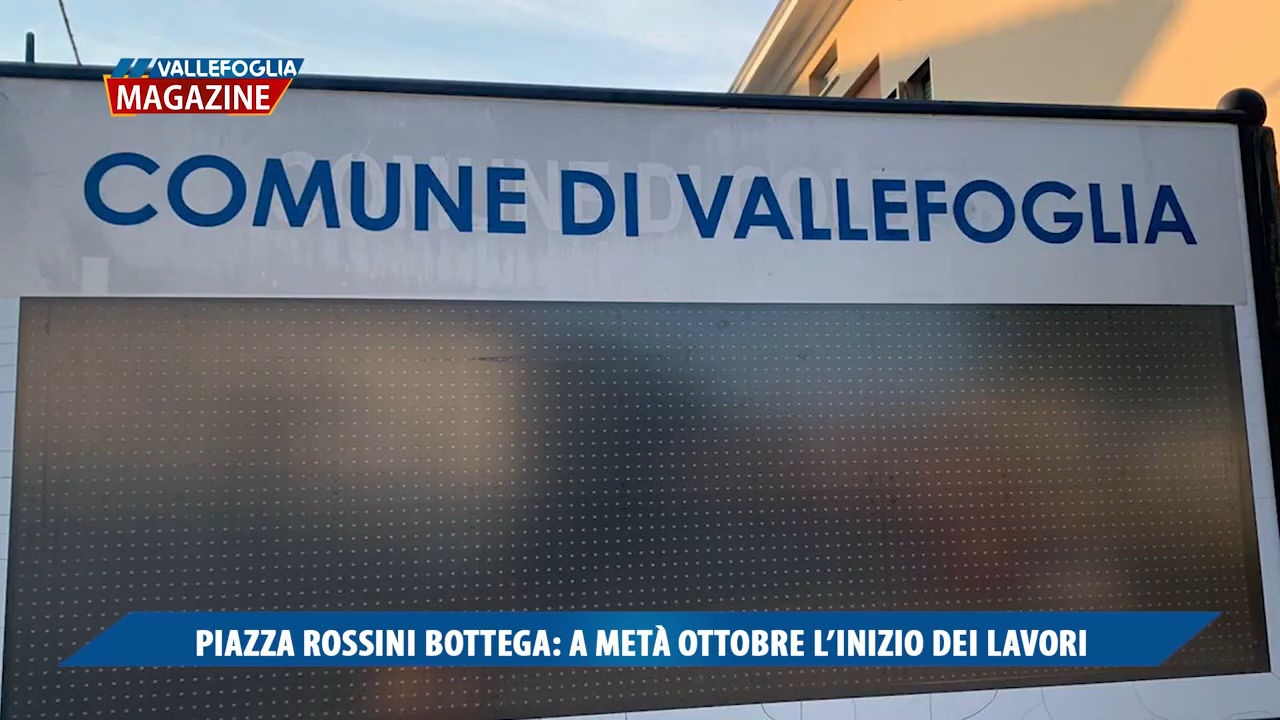 VALLEFOGLIA
MAGAZINE
COMUNE DI VALLEFOGLIA
PIAZZA ROSSINI BOTTEGA: A METÀ OTTOBRE L'INIZIO DEI LAVORI